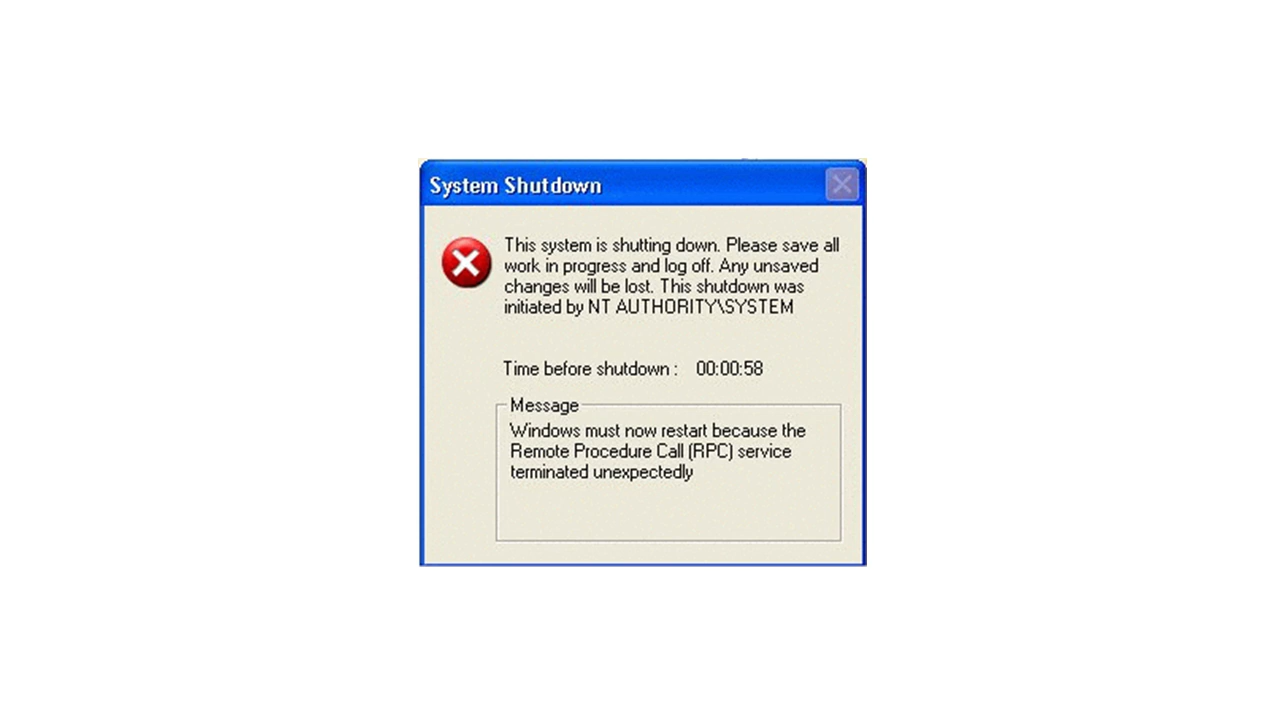 System Shutdown
This system is shutting down. Please save all
work in progress and log off. Any unsaved
changes will be lost. This shutdown was
initiated by NT AUTHORITY\SYSTEM
Time before shutdown : 00:00:58
Message
Windows must now restart because the
Remote Procedure Call (RPC) service
terminated unexpectedly